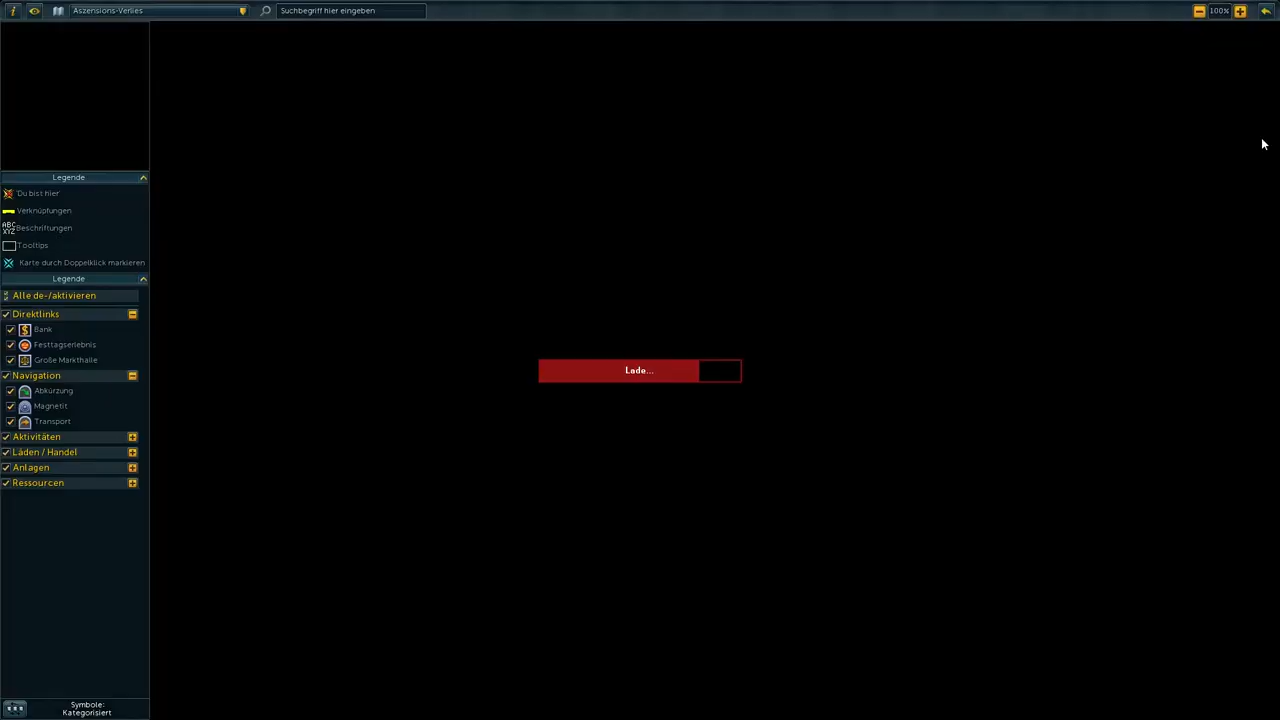 Aszensions-Verlies
Suchbegriff hier eingeben
100%
Legende
'Du bist hier'
Verknüpfungen
ABC
XYZ
Beschriftungen
Tooltips
Karte durch Doppelklick markieren
Legende
Alle de-/aktivieren
Direktlinks
Bank
Festtagserlebnis
Große Markthalle
Navigation
Abkürzung
Magnetit
Transport
Aktivitäten
Läden / Handel
Anlagen
Ressourcen
Lade...
Symbole:
Kategorisiert